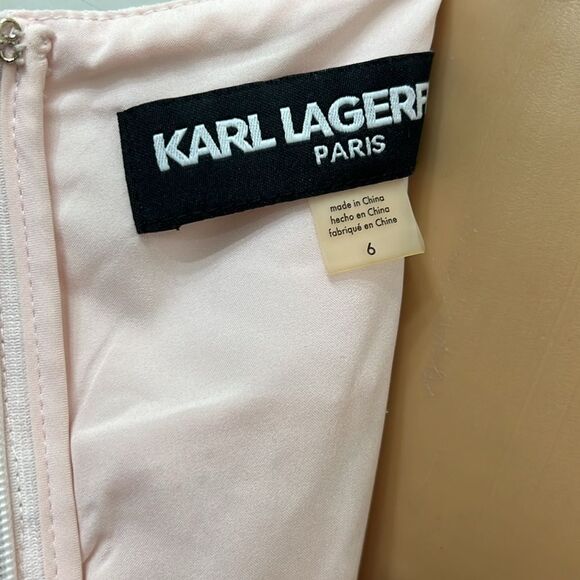 KARL LAGERF
PARIS
made in China
hecho en China
fabriqué en Chine
6